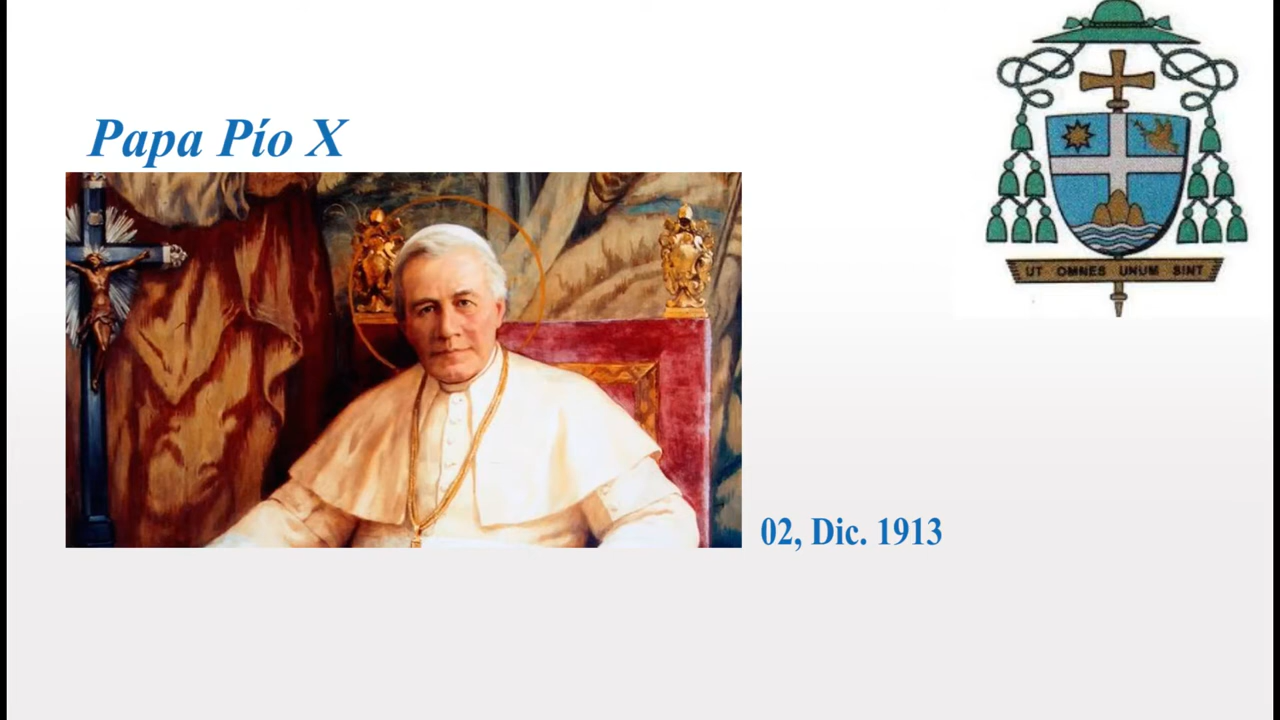 Papa Pío X
UT OMNES UNUM SINT
02, Dic. 1913